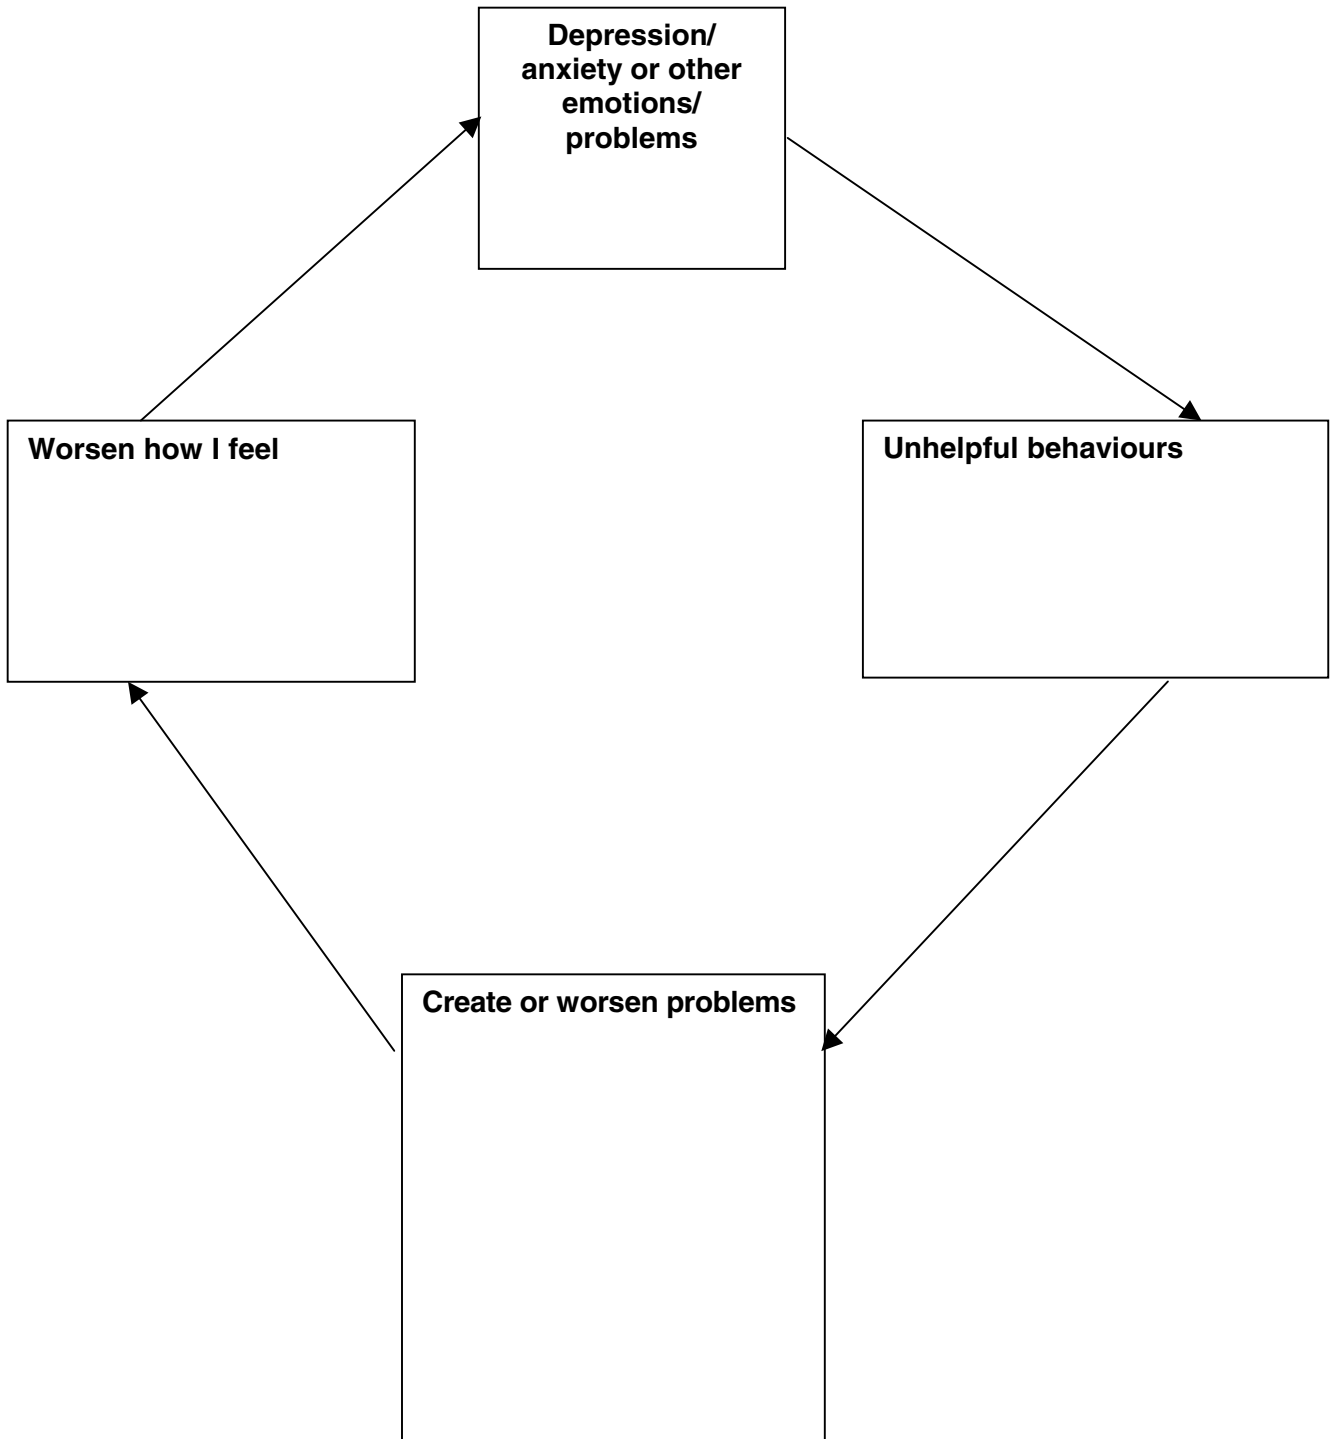 Depression/
anxiety or other
emotions/
problems
Worsen how I feel
Unhelpful behaviours
Create or worsen problems